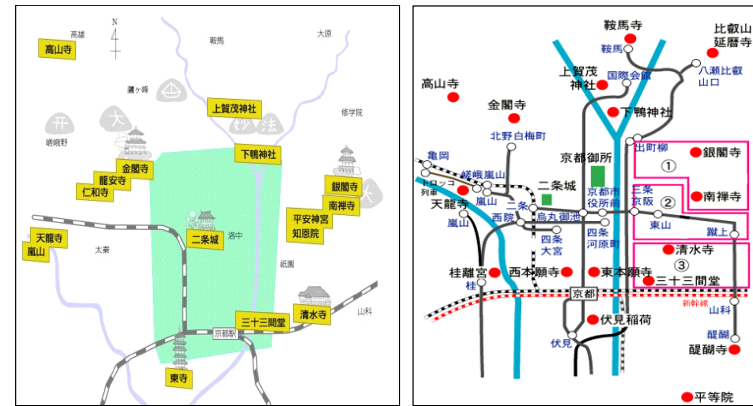 高雄
N
鞍馬
大原
高山寺
鷹ヶ峰
上賀茂神社
修学院
妙
法
大
嵯峨野
下鴨神社
金閣寺
龍安寺
仁和寺
銀閣寺
大
南禅寺
平安神宮
知恩院
天龍寺
嵐山
太秦
二条城
洛中
祇園
清水寺
三十三間堂
山科
京都駅
東寺
鞍馬寺
鞍馬
比叡山
延暦寺
国際会館
八瀬比叡
山口
上賀茂
神社
高山寺
金閣寺
下鴨神社
北野白梅町
出町柳
京都御所
①
銀閣寺
亀岡
トロッコ
列車
嵯峨嵐山
嵐山
二条城
京都市
役所前
三条
京阪
②
南禅寺
天龍寺
嵐山
二条
西院
烏丸御池
東山
蹴上
四条
大宮
四条
河原町
清水寺
③
桂離宮
桂
西本願寺
東本願寺
三十三間堂
京都
新幹線
山科
伏見稲荷
伏見
醍醐
醍醐寺
平等院